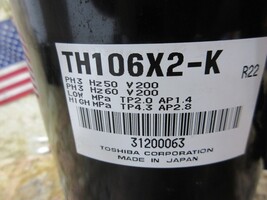 TH106X2-K
R22
PH3 Hz50 V200
PH3 Hz60 V200
LOW MPa TP2.0 AP1.4
HIGH MPa TP4.3 AP2.8
31200063
TOSHIBA CORPORATION
MADE IN JAPAN